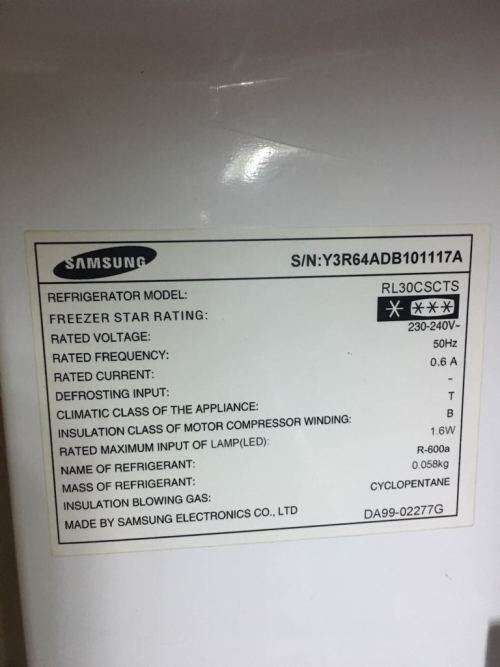 SAMSUNG S/N:Y3R64ADB101117A
REFRIGERATOR MODEL: RL30CSCTS
FREEZER STAR RATING:
RATED VOLTAGE: 230-240V~
RATED FREQUENCY: 50Hz
RATED CURRENT: 0.6 A
DEFROSTING INPUT: -
CLIMATIC CLASS OF THE APPLIANCE: T
INSULATION CLASS OF MOTOR COMPRESSOR WINDING: B
RATED MAXIMUM INPUT OF LAMP(LED): 1.6W
NAME OF REFRIGERANT: R-600a
MASS OF REFRIGERANT: 0.058kg
INSULATION BLOWING GAS: CYCLOPENTANE
MADE BY SAMSUNG ELECTRONICS CO., LTD DA99-02277G